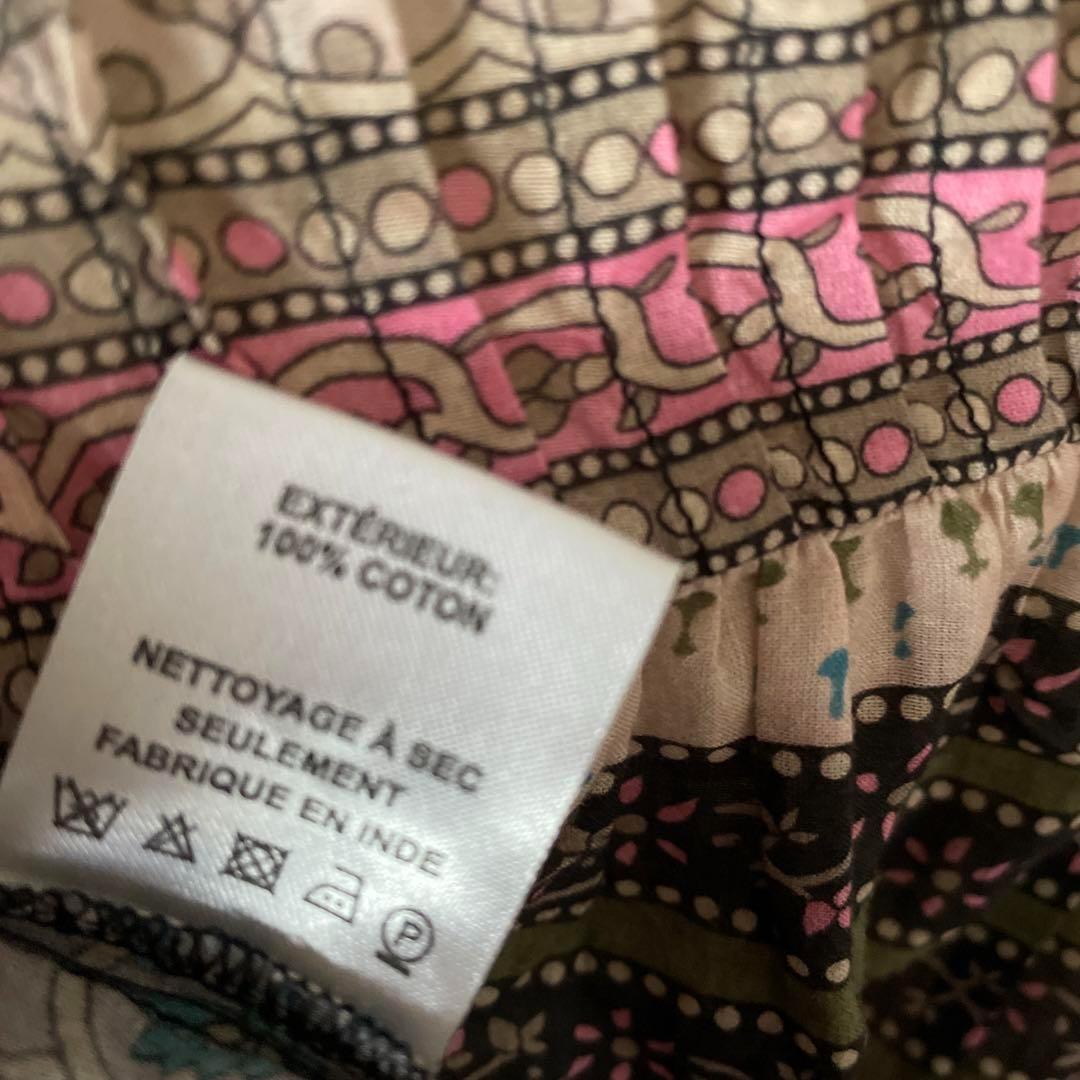 EXTÉRIEUR:
100% COTON
NETTOYAGE À SEC
SEULEMENT
FABRIQUE EN INDE
P